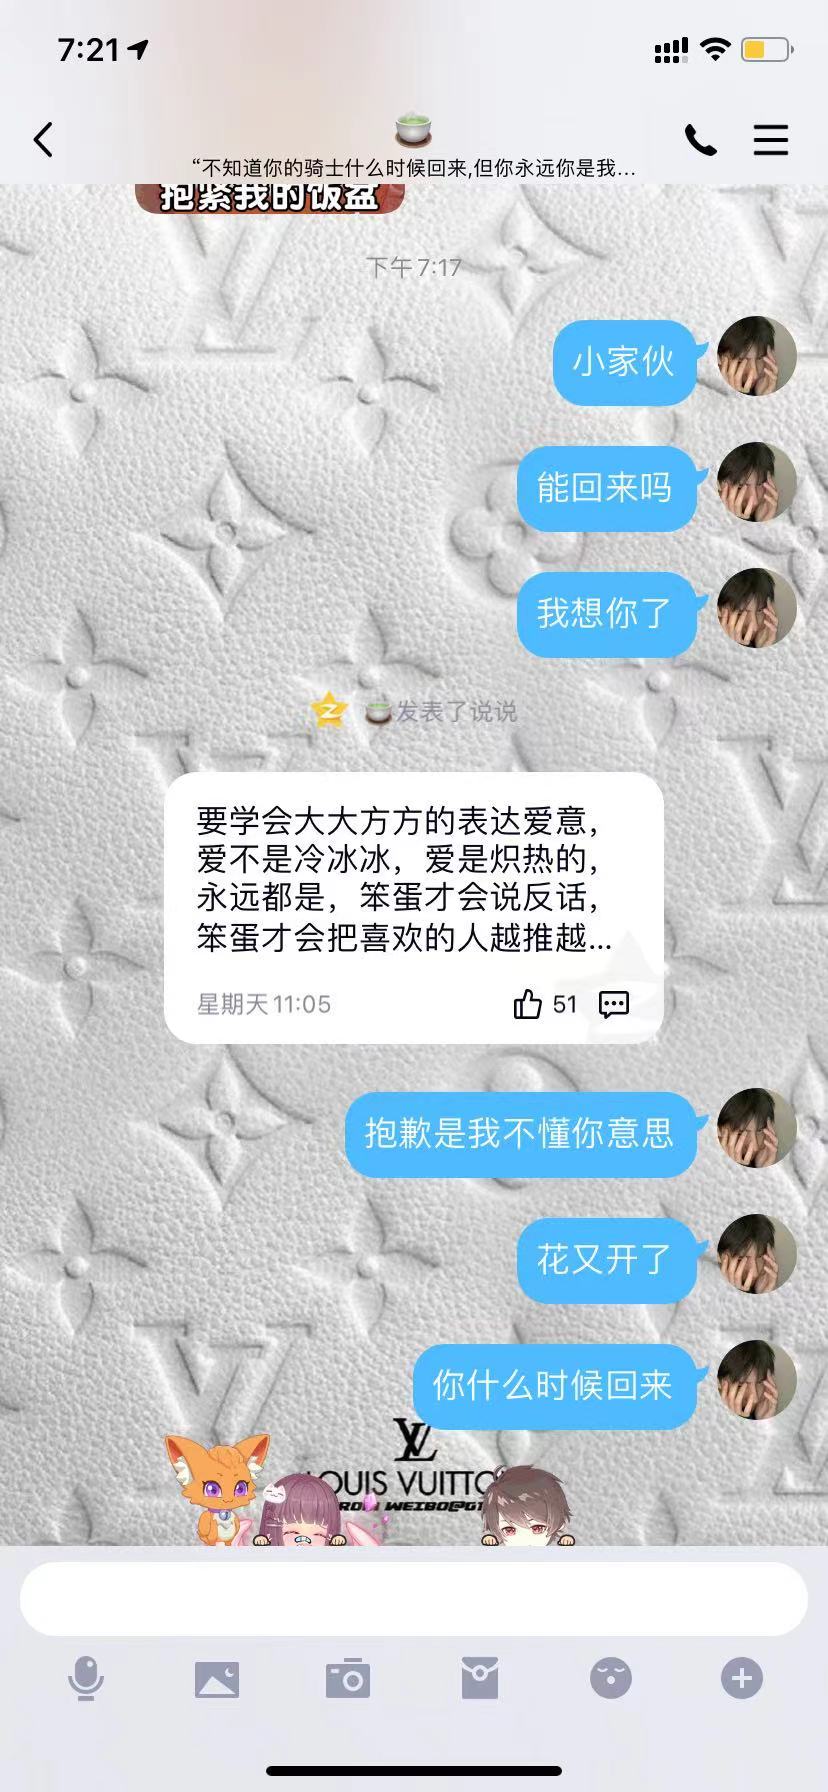 7:21
“不知道你的骑士什么时候回来,但你永远你是我...
抱紧我的饭盆
下午7:17
小家伙
能回来吗
我想你了
发表了说说
要学会大大方方的表达爱意，
爱不是冷冰冰，爱是炽热的，
永远都是，笨蛋才会说反话，
笨蛋才会把喜欢的人越推越...
星期天11:05 51
抱歉是我不懂你意思
花又开了
你什么时候回来
LV
OUIS VUITTO
WEIBO@GT